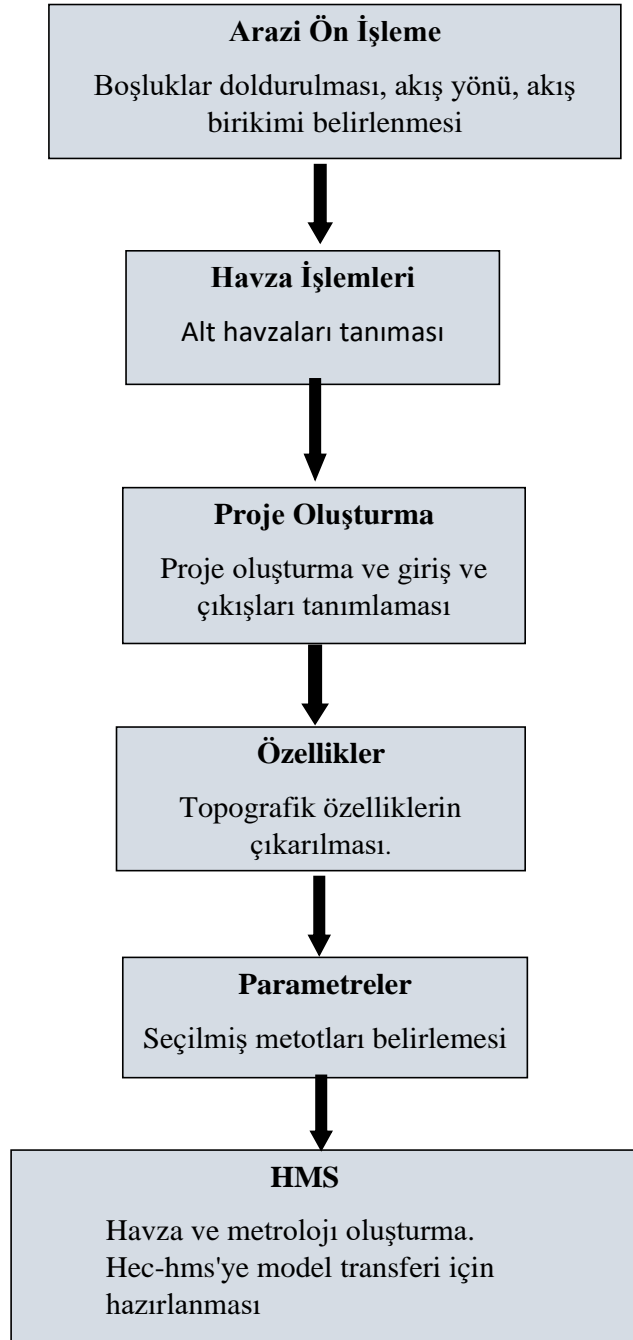 Arazi Ön İşleme
Boşluklar doldurulması, akış yönü, akış
birikimi belirlenmesi
Havza İşlemleri
Alt havzaları tanıması
Proje Oluşturma
Proje oluşturma ve giriş ve
çıkışları tanımlaması
Özellikler
Topografik özelliklerin
çıkarılması.
Parametreler
Seçilmiş metotları belirlemesi
HMS
Havza ve metrolojı oluşturma.
Hec-hms'ye model transferi için
hazırlanması